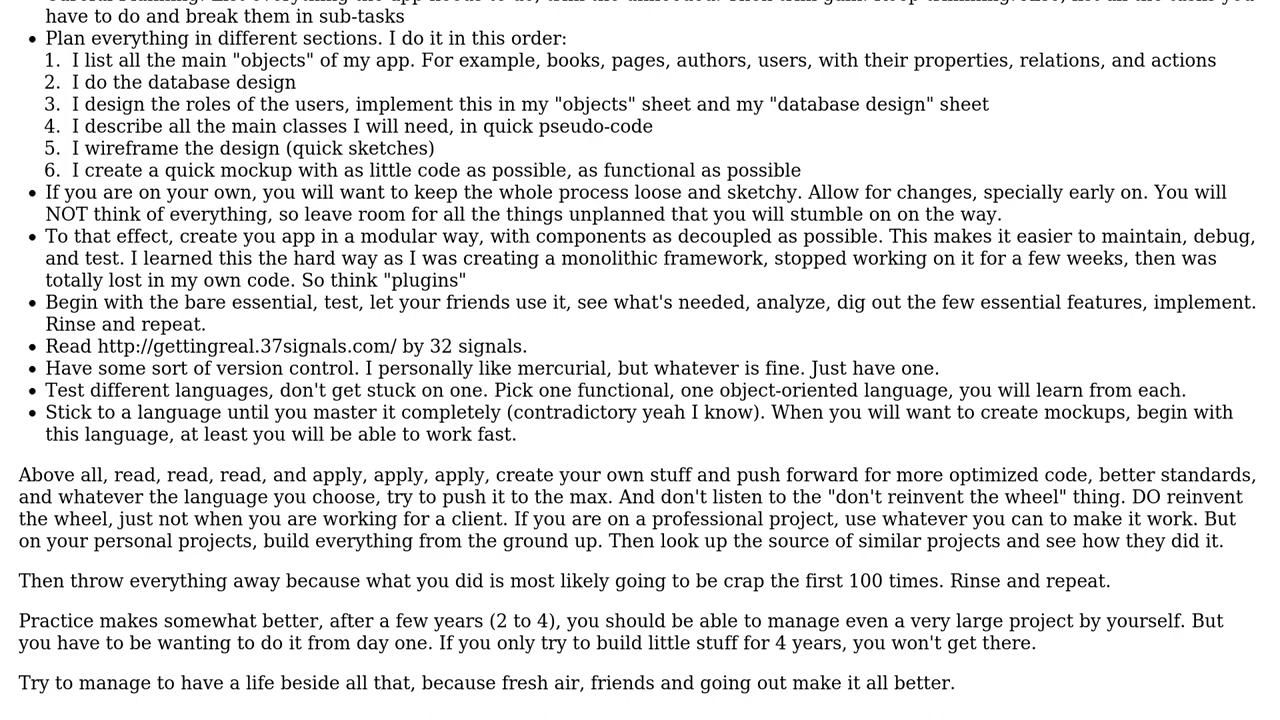 have to do and break them in sub-tasks
• Plan everything in different sections. I do it in this order:
1. I list all the main "objects" of my app. For example, books, pages, authors, users, with their properties, relations, and actions
2. I do the database design
3. I design the roles of the users, implement this in my "objects" sheet and my "database design" sheet
4. I describe all the main classes I will need, in quick pseudo-code
5. I wireframe the design (quick sketches)
6. I create a quick mockup with as little code as possible, as functional as possible
• If you are on your own, you will want to keep the whole process loose and sketchy. Allow for changes, specially early on. You will
NOT think of everything, so leave room for all the things unplanned that you will stumble on on the way.
• To that effect, create you app in a modular way, with components as decoupled as possible. This makes it easier to maintain, debug,
and test. I learned this the hard way as I was creating a monolithic framework, stopped working on it for a few weeks, then was
totally lost in my own code. So think "plugins"
• Begin with the bare essential, test, let your friends use it, see what's needed, analyze, dig out the few essential features, implement.
Rinse and repeat.
• Read http://gettingreal.37signals.com/ by 32 signals.
• Have some sort of version control. I personally like mercurial, but whatever is fine. Just have one.
• Test different languages, don't get stuck on one. Pick one functional, one object-oriented language, you will learn from each.
• Stick to a language until you master it completely (contradictory yeah I know). When you will want to create mockups, begin with
this language, at least you will be able to work fast.
Above all, read, read, read, and apply, apply, apply, create your own stuff and push forward for more optimized code, better standards,
and whatever the language you choose, try to push it to the max. And don't listen to the "don't reinvent the wheel" thing. DO reinvent
the wheel, just not when you are working for a client. If you are on a professional project, use whatever you can to make it work. But
on your personal projects, build everything from the ground up. Then look up the source of similar projects and see how they did it.
Then throw everything away because what you did is most likely going to be crap the first 100 times. Rinse and repeat.
Practice makes somewhat better, after a few years (2 to 4), you should be able to manage even a very large project by yourself. But
you have to be wanting to do it from day one. If you only try to build little stuff for 4 years, you won't get there.
Try to manage to have a life beside all that, because fresh air, friends and going out make it all better.